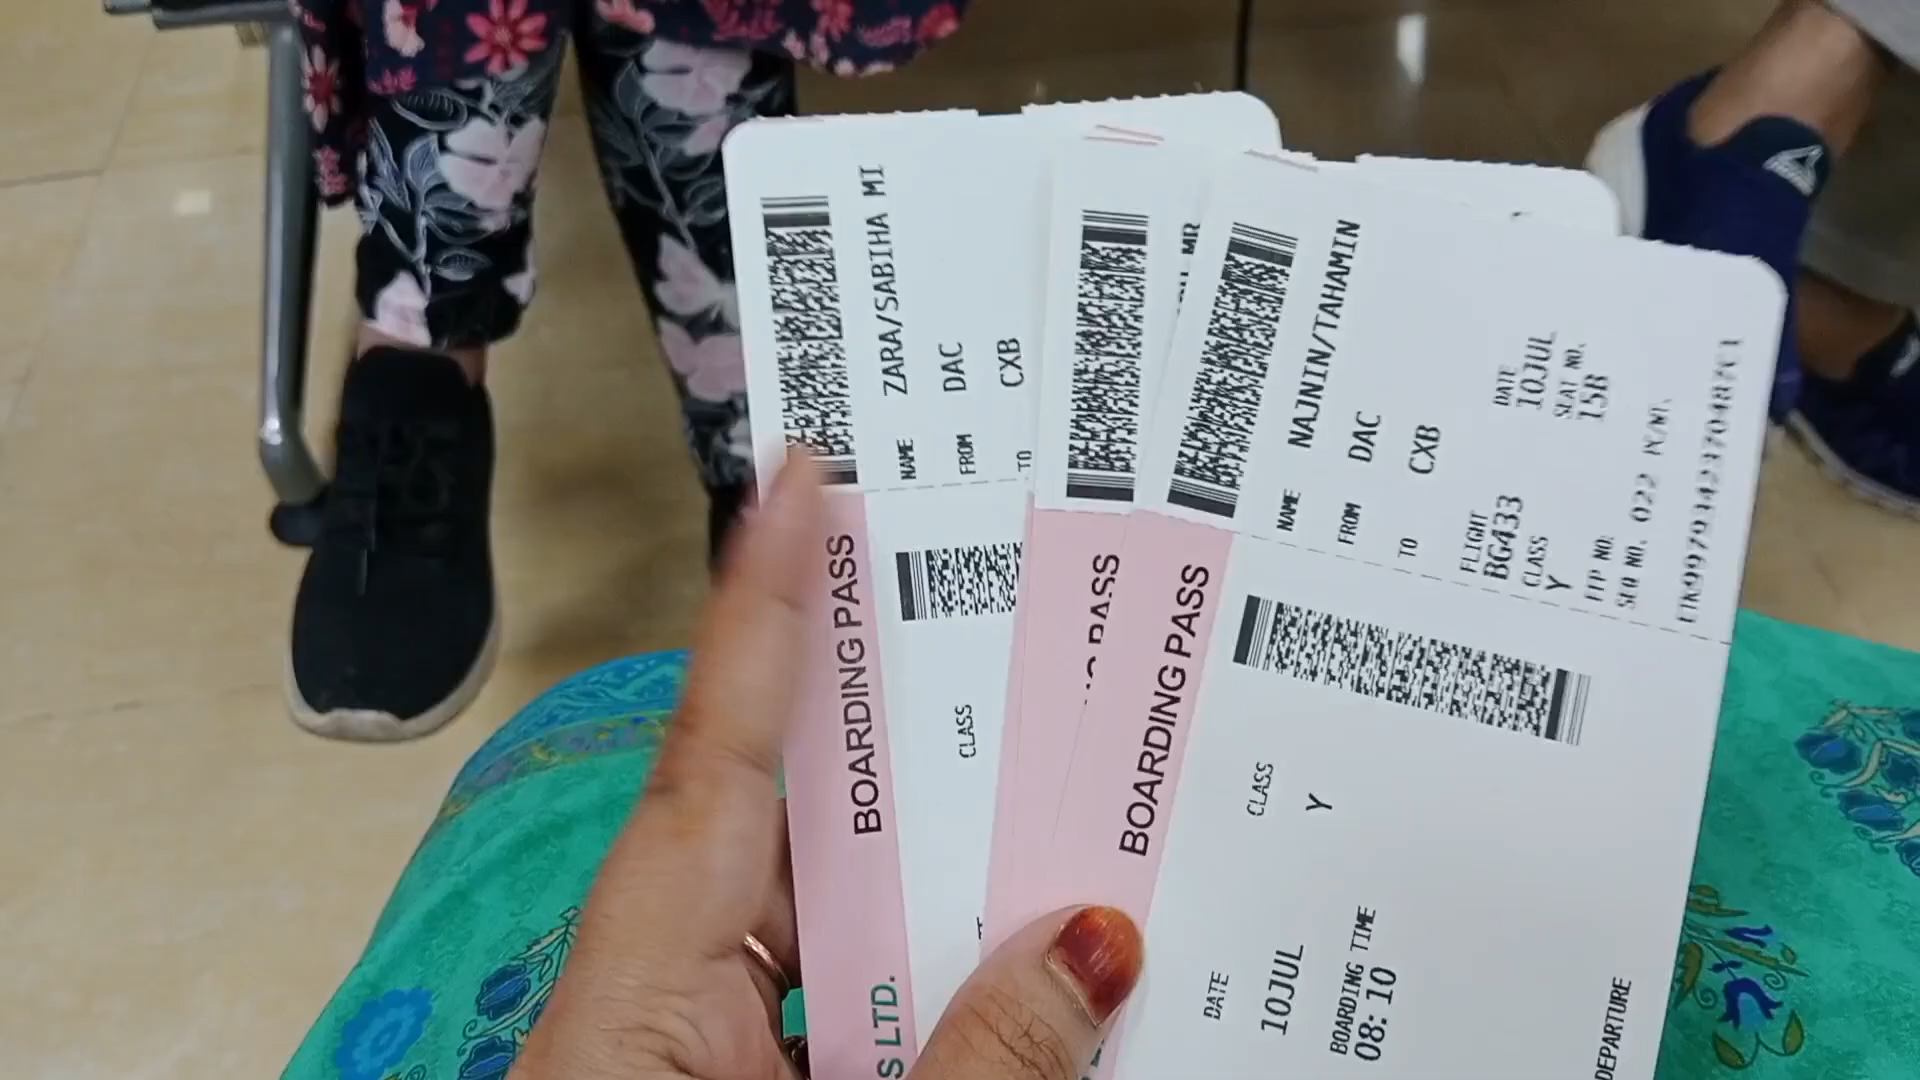 ZARA/SABIHA MI
NAME
FROM DAC
TO CXB
BOARDING PASS
CLASS
S LTD.
MR
PASS
NAME NAJNIN/TAHAMIN
FROM DAC
TO CXB
FLIGHT DATE
BG433 10JUL
CLASS SEAT NO.
Y 15B
FTP NO:
SEQ NO. 022
BOARDING PASS
CLASS
Y
DATE
10JUL
BOARDING TIME
08:10
DEPARTURE